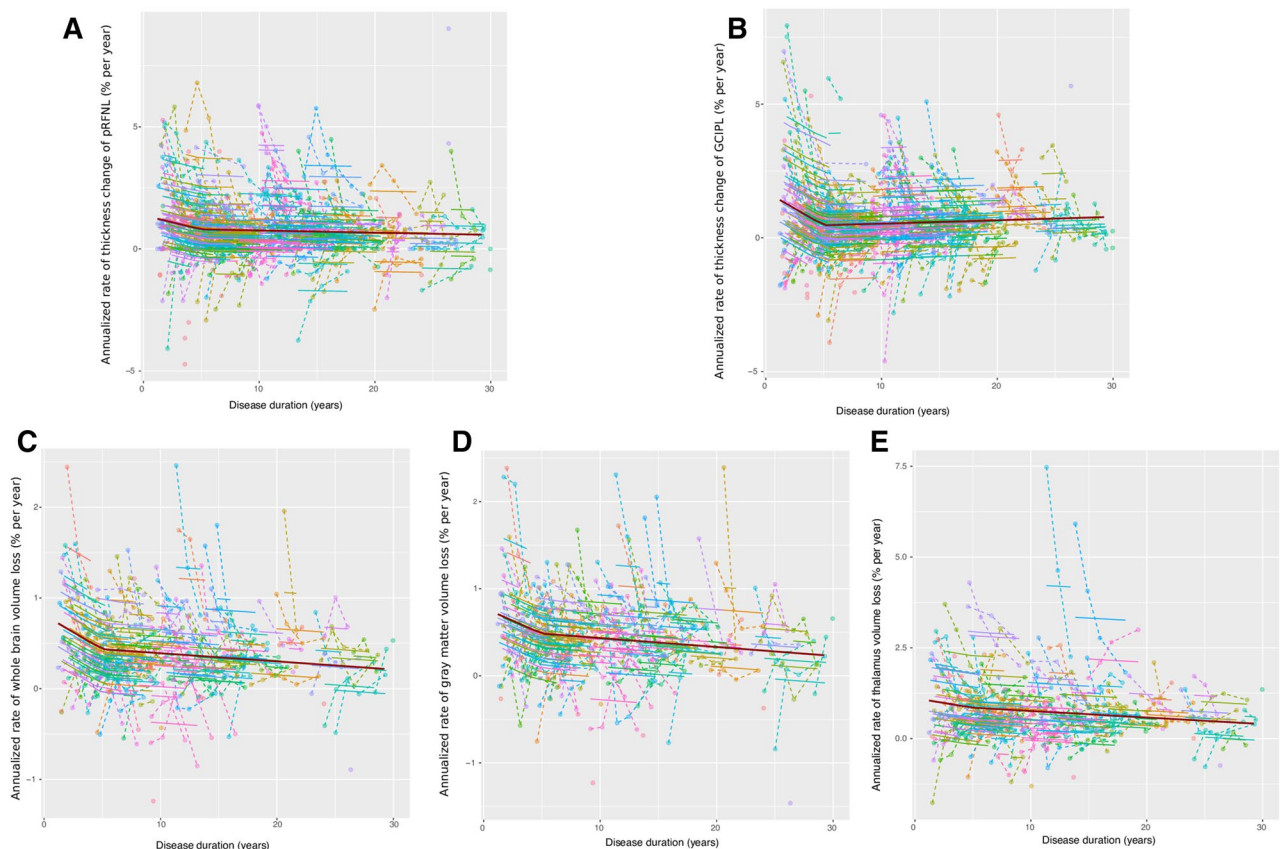 A
Annualized rate of thickness change of pRFNL (% per year)
5
0
−5
0 10 20 30
Disease duration (years)
B
Annualized rate of thickness change of GCIPL (% per year)
5
0
−5
0 10 20 30
Disease duration (years)
C
Annualized rate of whole brain volume loss (% per year)
2
1
0
−1
0 10 20 30
Disease duration (years)
D
Annualized rate of gray matter volume loss (% per year)
2
1
0
−1
0 10 20 30
Disease duration (years)
E
Annualized rate of thalamus volume loss (% per year)
7.5
5.0
2.5
0.0
0 10 20 30
Disease duration (years)